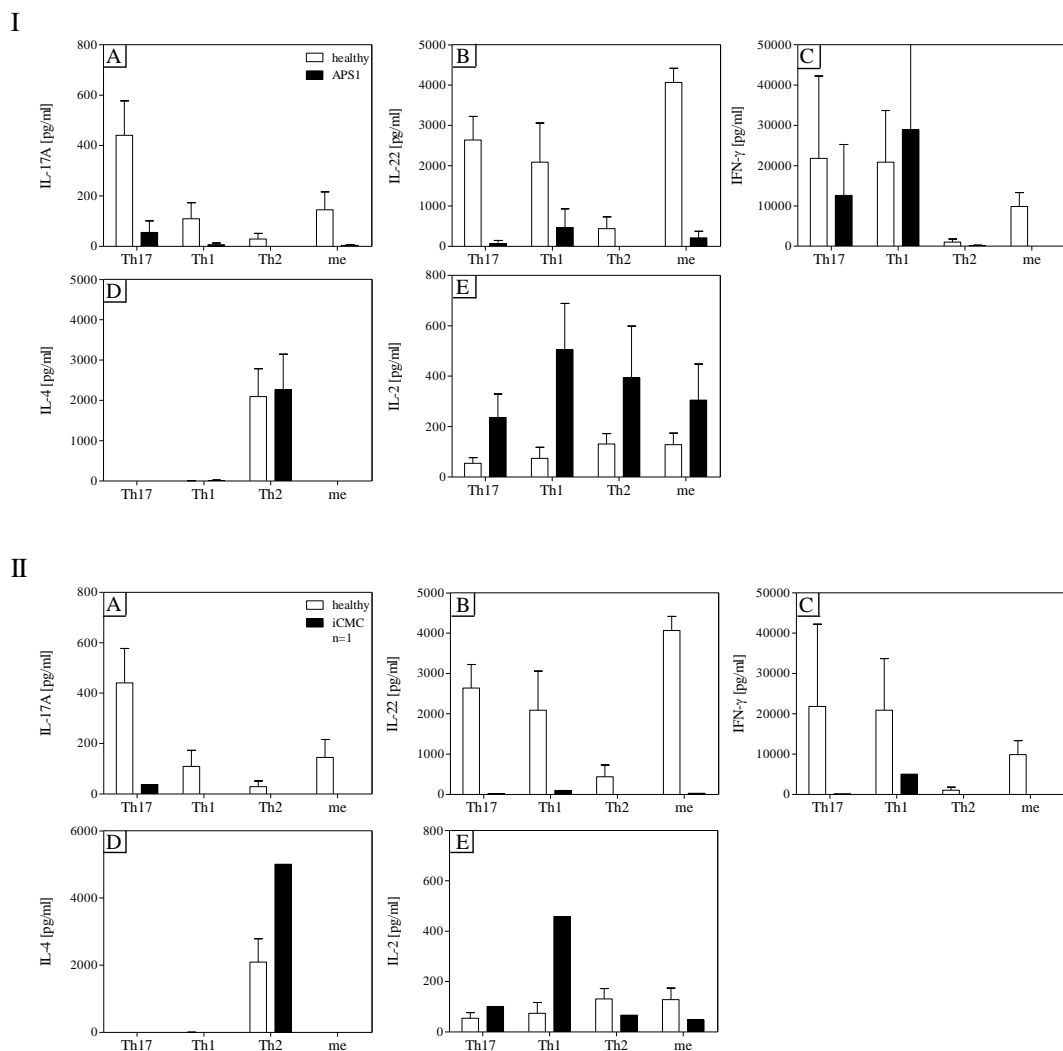 I
A
800
600
400
200
0
IL-17A [pg/ml]
healthy
APS1
Th17 Th1 Th2 me
B
5000
4000
3000
2000
1000
0
IL-22 [pg/ml]
Th17 Th1 Th2 me
C
50000
40000
30000
20000
10000
0
IFN-γ [pg/ml]
Th17 Th1 Th2 me
D
5000
4000
3000
2000
1000
0
IL-4 [pg/ml]
Th17 Th1 Th2 me
E
800
600
400
200
0
IL-2 [pg/ml]
Th17 Th1 Th2 me
II
A
800
600
400
200
0
IL-17A [pg/ml]
healthy
iCMC
n=1
Th17 Th1 Th2 me
B
5000
4000
3000
2000
1000
0
IL-22 [pg/ml]
Th17 Th1 Th2 me
C
50000
40000
30000
20000
10000
0
IFN-γ [pg/ml]
Th17 Th1 Th2 me
D
6000
4000
2000
0
IL-4 [pg/ml]
Th17 Th1 Th2 me
E
800
600
400
200
0
IL-2 [pg/ml]
Th17 Th1 Th2 me